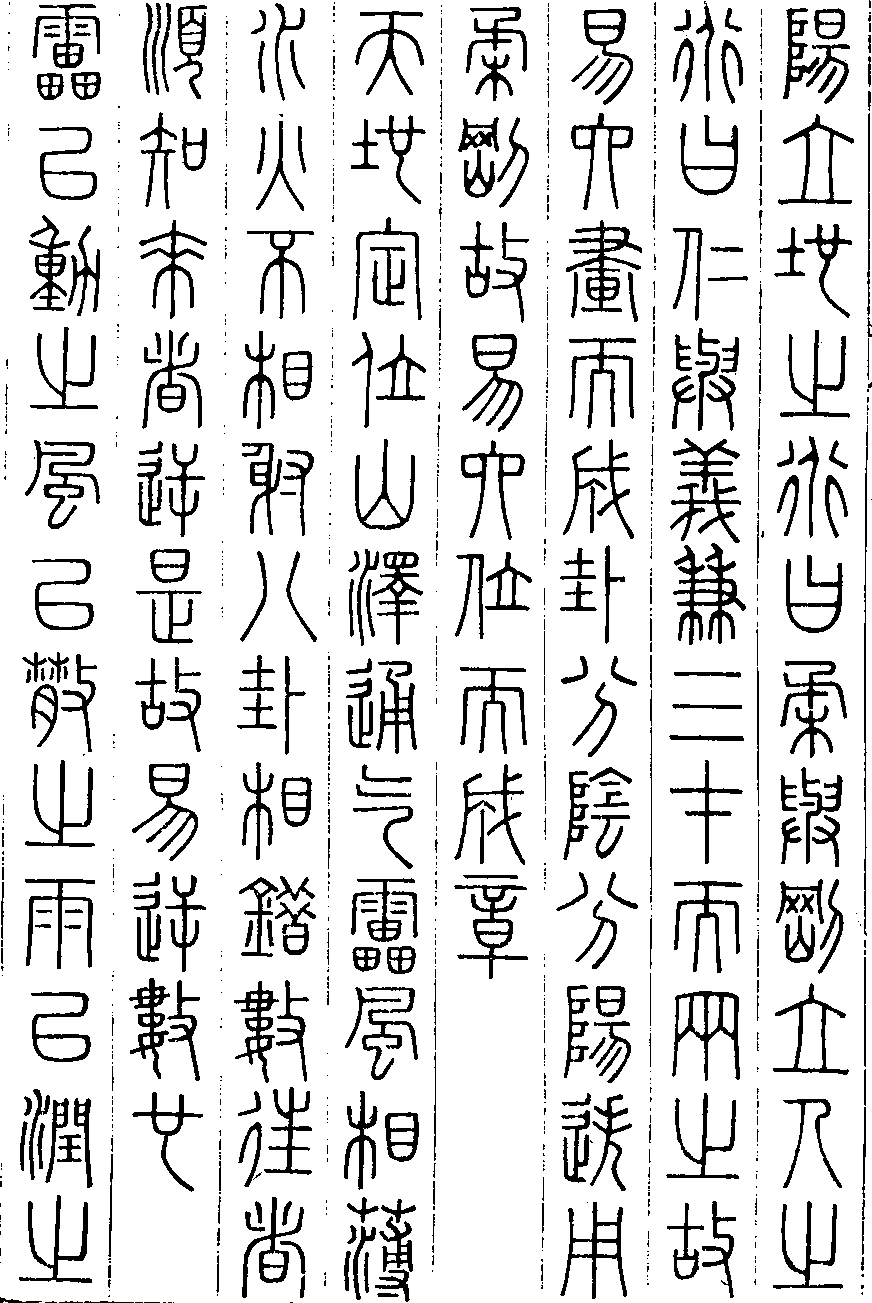 陽立地之道曰柔與剛立人之
道曰仁與義兼三才而兩之故
易六畫而成卦分陰分陽迭用
柔剛故易六位而成章
天地定位山澤通气雷風相薄
水火不相射八卦相錯數往者
順知來者逆是故易逆數也
雷以動之風以散之雨以潤之